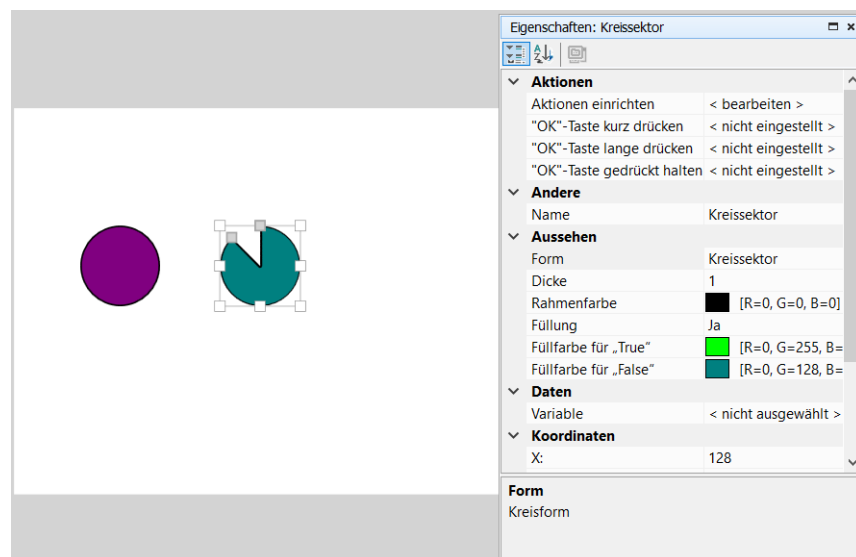 Eigenschaften: Kreissektor
Aktionen
Aktionen einrichten < bearbeiten >
"OK"-Taste kurz drücken < nicht eingestellt >
"OK"-Taste lange drücken < nicht eingestellt >
"OK"-Taste gedrückt halten < nicht eingestellt >
Andere
Name Kreissektor
Aussehen
Form Kreissektor
Dicke 1
Rahmenfarbe [R=0, G=0, B=0]
Füllung Ja
Füllfarbe für „True" [R=0, G=255, B=
Füllfarbe für „False" [R=0, G=128, B=
Daten
Variable < nicht ausgewählt >
Koordinaten
X: 128
Form
Kreisform